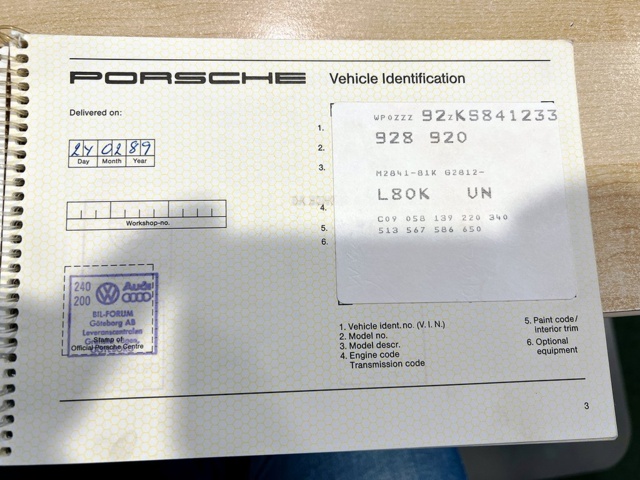 PORSCHE Vehicle Identification
Delivered on:
24 02 89
Day Month Year
Workshop-no.
240
200
Audi
BIL-FORUM
Göteborg AB
Leveranscentralen
Stamp of
Official Porsche Centre
1.
2.
3.
4.
5.
6.
WPOZZZ 92ZKS841233
928 920
M2841-81K G2812-
L80K UN
C09 058 139 220 340
513 567 586 650
1. Vehicle ident.no. (V.I.N.)
2. Model no.
3. Model descr.
4. Engine code
Transmission code
5. Paint code/
interior trim
6. Optional
equipment
3